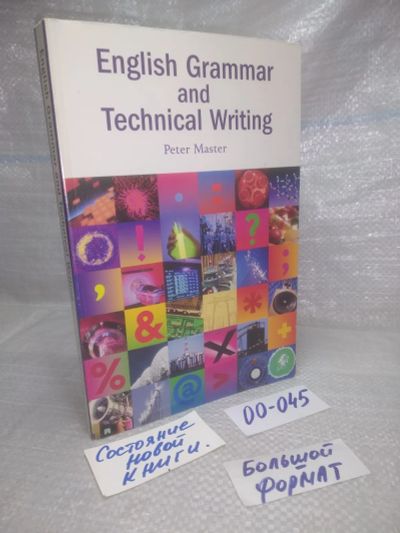 English Grammar
and
Technical Writing
Peter Master
, ! - = ?
;
& *
% X +
@ >
Состояние
новой
книги.
00-045
Большой
формат